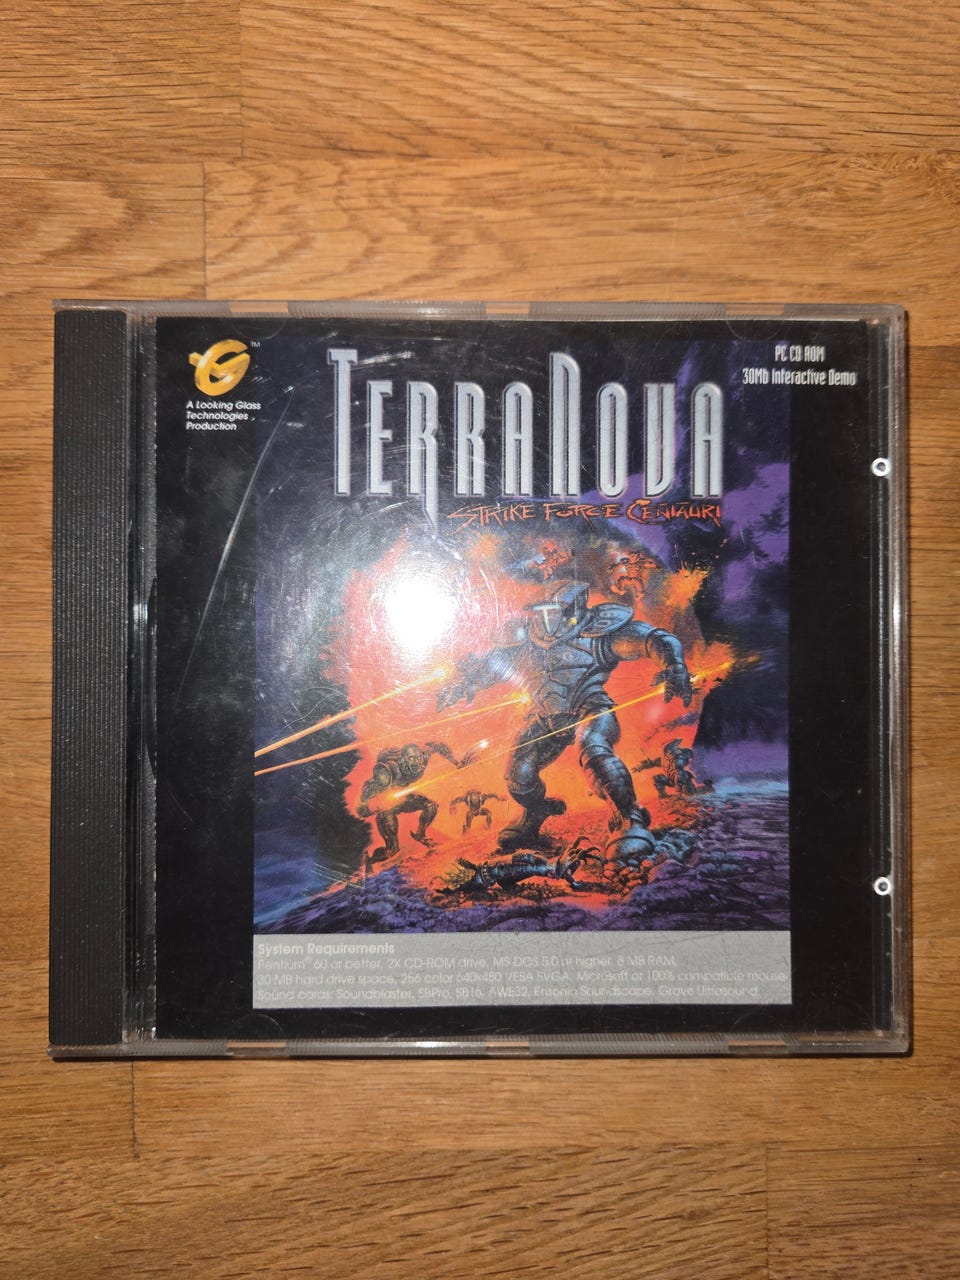 TM
A Looking Glass
Technologies
Production
TERRA NOVA
STRIKE FORCE CENTAURI
PC CD ROM
30Mb Interactive Demo
System Requirements
Pentium® 60 or better, 2X CD-ROM drive, MS-DOS 5.0 or higher, 8 MB RAM,
30 MB hard drive space, 256 color 640x480 VESA SVGA, Microsoft or 100% compatible mouse
Sound cards: Soundblaster, SBPro, SB16, AWE32, Ensoniq Soundscape, Gravis Ultrasound